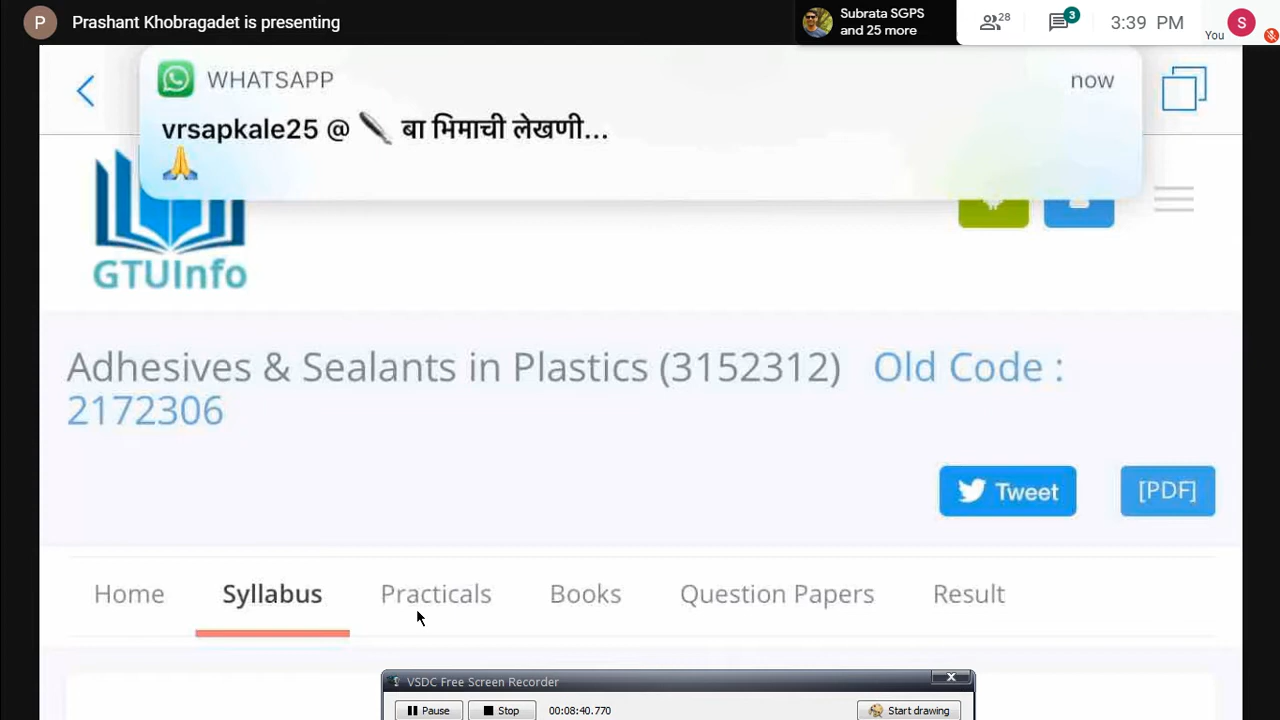 P Prashant Khobragadet is presenting
Subrata SGPS
and 25 more
28
3
3:39 PM
You
S
WHATSAPP
now
vrsapkale25 @ 🪶 बा भिमाची लेखणी...
🙏
GTUInfo
Adhesives & Sealants in Plastics (3152312) Old Code :
2172306
Tweet
[PDF]
Home Syllabus Practicals Books Question Papers Result
VSDC Free Screen Recorder
Pause Stop 00:08:40.770 Start drawing